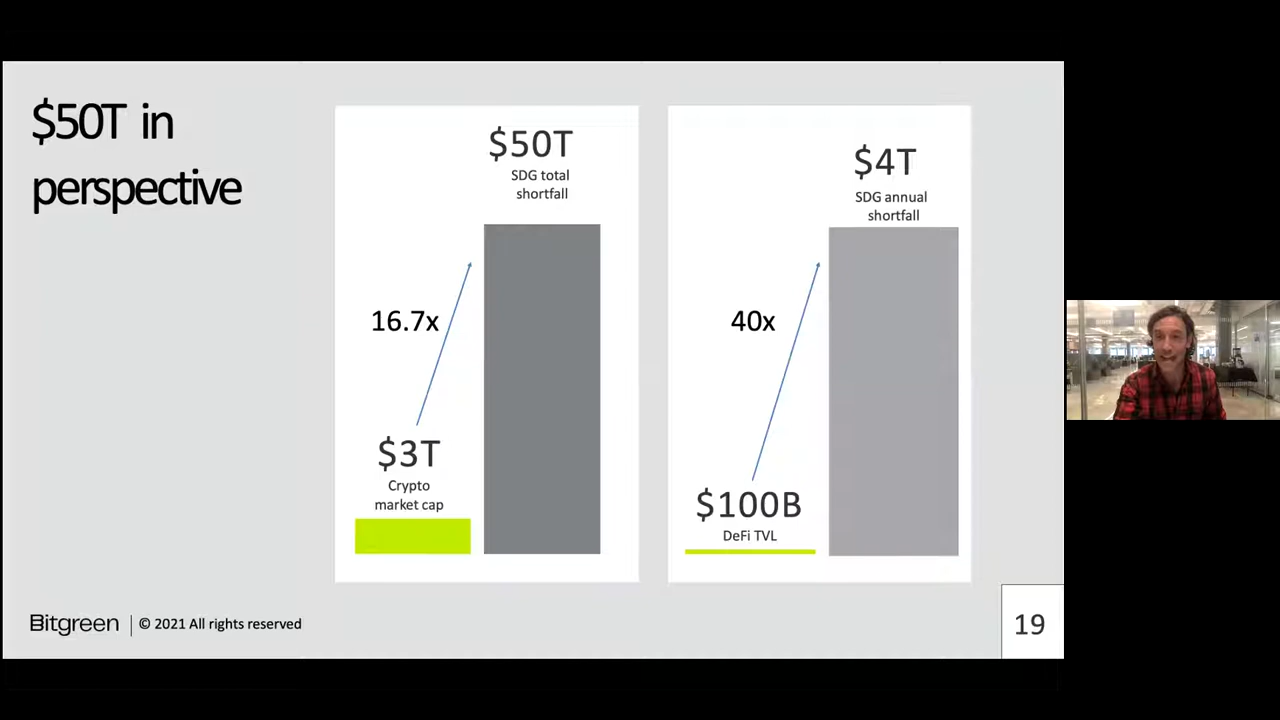 $50T in
perspective
$50T
SDG total
shortfall
16.7x
$3T
Crypto
market cap
$4T
SDG annual
shortfall
40x
$100B
DeFi TVL
Bitgreen
© 2021 All rights reserved
19